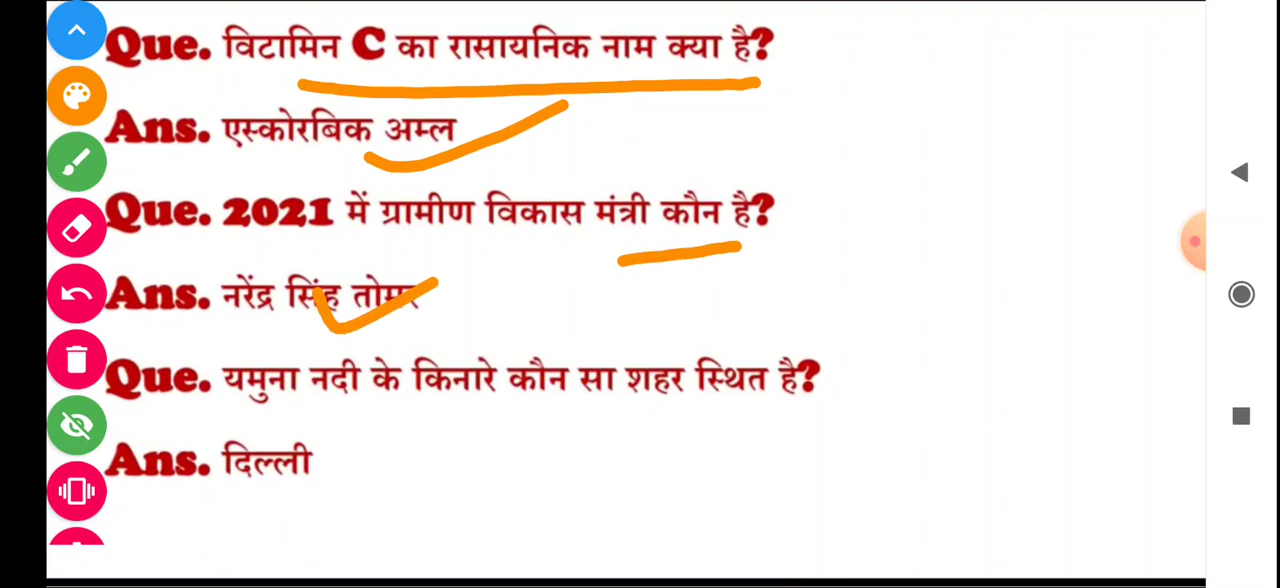 Que. विटामिन C का रासायनिक नाम क्या है?
Ans. एस्कोरबिक अम्ल
Que. 2021 में ग्रामीण विकास मंत्री कौन है?
Ans. नरेंद्र सिंह तोमर
Que. यमुना नदी के किनारे कौन सा शहर स्थित है?
Ans. दिल्ली